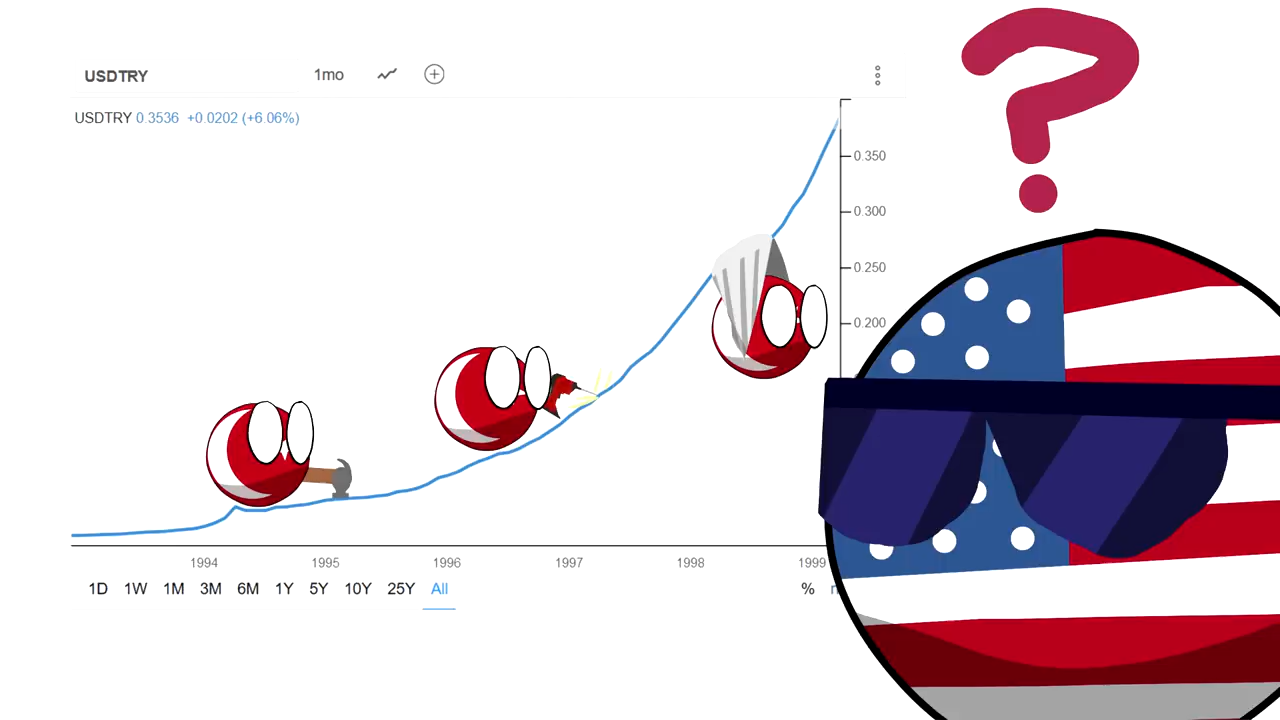 USDTRY 1mo
USDTRY 0.3536 +0.0202 (+6.06%)
?
0.350
0.300
0.250
0.200
1994 1995 1996 1997 1998 1999
1D 1W 1M 3M 6M 1Y 5Y 10Y 25Y All %